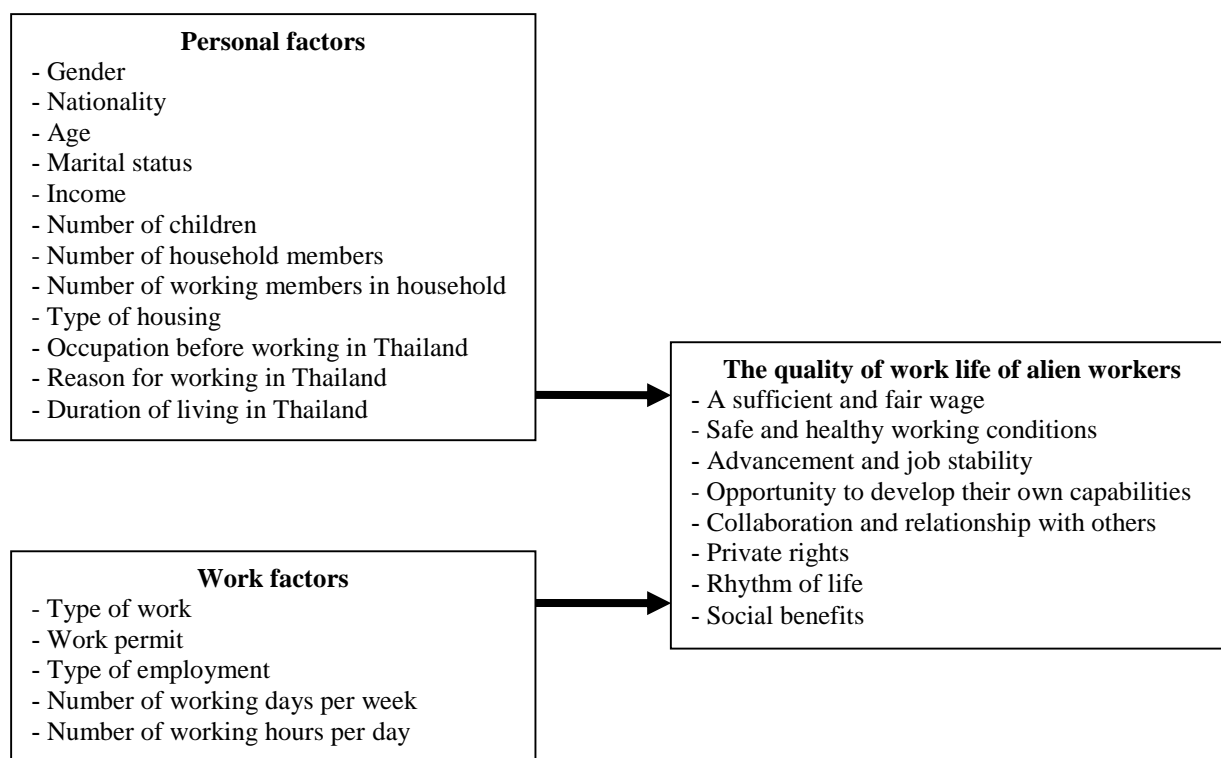 Personal factors
- Gender
- Nationality
- Age
- Marital status
- Income
- Number of children
- Number of household members
- Number of working members in household
- Type of housing
- Occupation before working in Thailand
- Reason for working in Thailand
- Duration of living in Thailand
Work factors
- Type of work
- Work permit
- Type of employment
- Number of working days per week
- Number of working hours per day
The quality of work life of alien workers
- A sufficient and fair wage
- Safe and healthy working conditions
- Advancement and job stability
- Opportunity to develop their own capabilities
- Collaboration and relationship with others
- Private rights
- Rhythm of life
- Social benefits